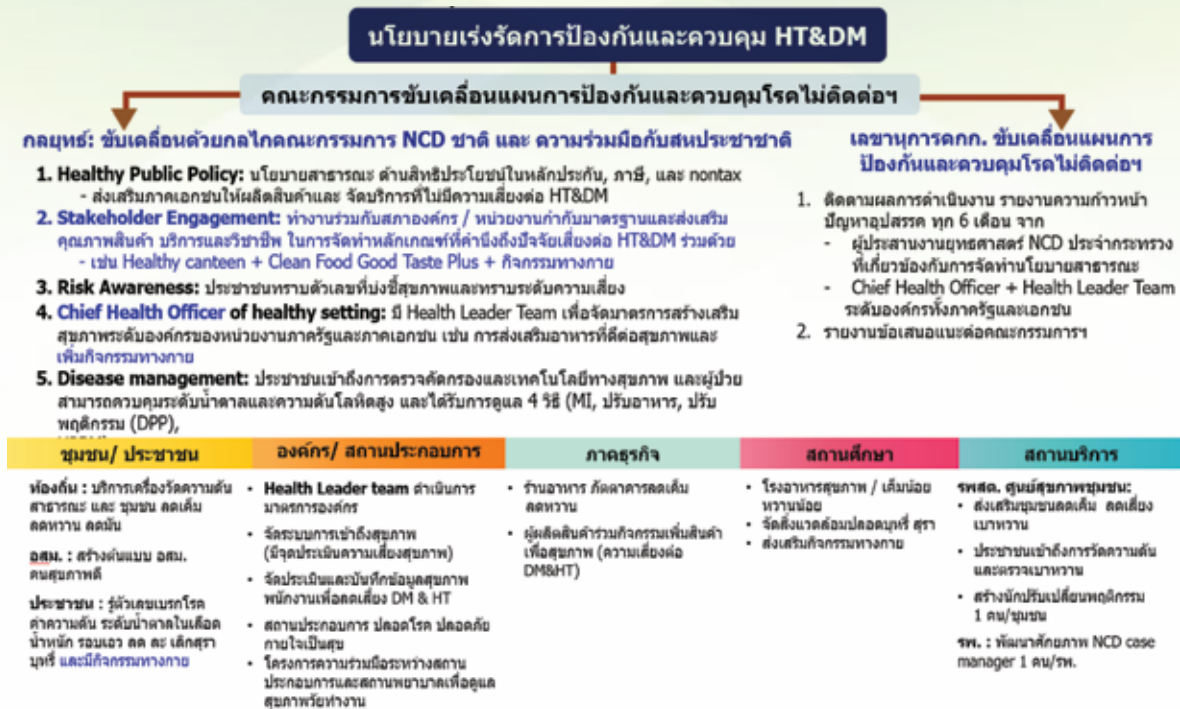 นโยบายเร่งรัดการป้องกันและควบคุม HT&DM
คณะกรรมการขับเคลื่อนแผนการป้องกันและควบคุมโรคไม่ติดต่อฯ
กลยุทธ์: ขับเคลื่อนด้วยกลไกคณะกรรมการ NCD ชาติ และ ความร่วมมือกับสหประชาชาติ
1. Healthy Public Policy: นโยบายสาธารณะ ด้านสิทธิประโยชน์ในหลักประกัน, ภาษี, และ nontax
- ส่งเสริมภาคเอกชนให้ผลิตสินค้าและ จัดบริการที่ไม่มีความเสี่ยงต่อ HT&DM
2. Stakeholder Engagement: ทำงานร่วมกับสภาองค์กร / หน่วยงานกำกับมาตรฐานและส่งเสริม
คุณภาพสินค้า บริการและวิชาชีพ ในการจัดทำหลักเกณฑ์ที่คำนึงถึงปัจจัยเสี่ยงต่อ HT&DM ร่วมด้วย
- เช่น Healthy canteen + Clean Food Good Taste Plus + กิจกรรมทางกาย
3. Risk Awareness: ประชาชนทราบตัวเลขที่บ่งชี้สุขภาพและทราบระดับความเสี่ยง
4. Chief Health Officer of healthy setting: มี Health Leader Team เพื่อจัดมาตรการสร้างเสริม
สุขภาพระดับองค์กรของหน่วยงานภาครัฐและภาคเอกชน เช่น การส่งเสริมอาหารที่ดีต่อสุขภาพและ
เพิ่มกิจกรรมทางกาย
5. Disease management: ประชาชนเข้าถึงการตรวจคัดกรองและเทคโนโลยีทางสุขภาพ และผู้ป่วย
สามารถควบคุมระดับน้ำตาลและความดันโลหิตสูง และได้รับการดูแล 4 วิธี (MI, ปรับอาหาร, ปรับ
พฤติกรรม (DPP),
เลขานุการคกก. ขับเคลื่อนแผนการ
ป้องกันและควบคุมโรคไม่ติดต่อฯ
1. ติดตามผลการดำเนินงาน รายงานความก้าวหน้า
ปัญหาอุปสรรค ทุก 6 เดือน จาก
- ผู้ประสานงานยุทธศาสตร์ NCD ประจำกระทรวง
ที่เกี่ยวข้องกับการจัดทำนโยบายสาธารณะ
- Chief Health Officer + Health Leader Team
ระดับองค์กรทั้งภาครัฐและเอกชน
2. รายงานข้อเสนอแนะต่อคณะกรรมการฯ
ชุมชน/ ประชาชน
ท้องถิ่น : บริการเครื่องวัดความดัน
สาธารณะ และ ชุมชน ลดเค็ม
ลดหวาน ลดมัน
อสม. : สร้างต้นแบบ อสม.
คนสุขภาพดี
ประชาชน : รู้ตัวเลขเบรกโรค
ค่าความดัน ระดับน้ำตาลในเลือด
น้ำหนัก รอบเอว ลด ละ เลิกสุรา
บุหรี่ และมีกิจกรรมทางกาย
องค์กร/ สถานประกอบการ
• Health Leader team ดำเนินการ
มาตรการองค์กร
• จัดระบบการเข้าถึงสุขภาพ
(มีจุดประเมินความเสี่ยงสุขภาพ)
• จัดประเมินและบันทึกข้อมูลสุขภาพ
พนักงานเพื่อลดเสี่ยง DM & HT
• สถานประกอบการ ปลอดโรค ปลอดภัย
กายใจเป็นสุข
• โครงการความร่วมมือระหว่างสถาน
ประกอบการและสถานพยาบาลเพื่อดูแล
สุขภาพวัยทำงาน
ภาคธุรกิจ
• ร้านอาหาร ภัตตาคารลดเค็ม
ลดหวาน
• ผู้ผลิตสินค้าร่วมกิจกรรมเพิ่มสินค้า
เพื่อสุขภาพ (ความเสี่ยงต่อ
DM&HT)
สถานศึกษา
• โรงอาหารสุขภาพ / เค็มน้อย
หวานน้อย
• จัดสิ่งแวดล้อมปลอดบุหรี่ สุรา
• ส่งเสริมกิจกรรมทางกาย
สถานบริการ
รพสต. ศูนย์สุขภาพชุมชน:
• ส่งเสริมชุมชนลดเค็ม ลดเสี่ยง
เบาหวาน
• ประชาชนเข้าถึงการวัดความดัน
และตรวจเบาหวาน
• สร้างนักปรับเปลี่ยนพฤติกรรม
1 คน/ชุมชน
รพ. : พัฒนาศักยภาพ NCD case
manager 1 คน/รพ.